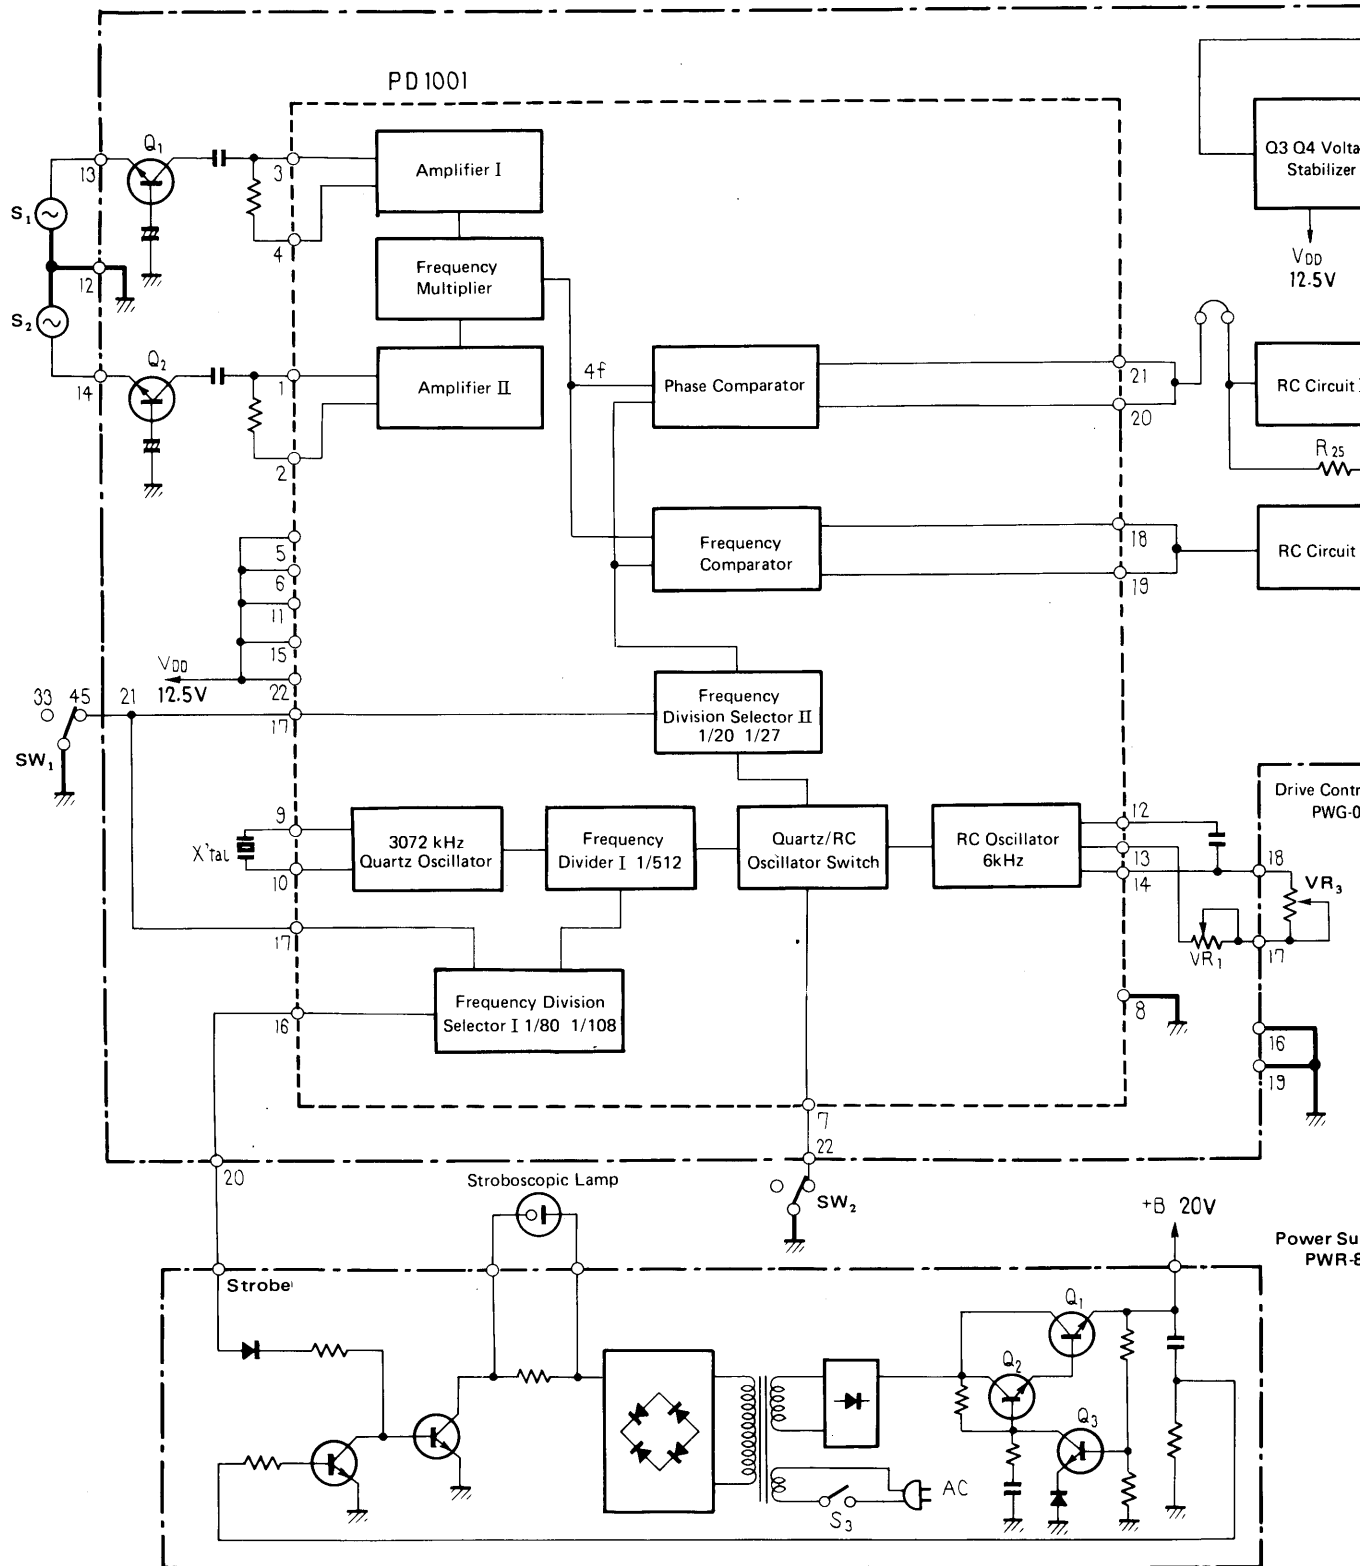 PD1001
Q1
13
3
Amplifier I
Q3 Q4 Volta
Stabilizer
S1
4
VDD
12.5V
12
Frequency
Multiplier
S2
Q2
14
1
Amplifier II
4f
Phase Comparator
21
20
RC Circuit
2
R25
5
6
11
15
22
VDD
12.5V
Frequency
Comparator
18
19
RC Circuit
33 45 21
17
SW1
Frequency
Division Selector II
1/20 1/27
Drive Contr
PWG-0
9
X'tal
10
3072 kHz
Quartz Oscillator
Frequency
Divider I 1/512
Quartz/RC
Oscillator Switch
RC Oscillator
6kHz
12
13
14
18
VR3
17
VR1
17
Frequency Division
Selector I 1/80 1/108
16
8
16
19
7
22
20
SW2
Stroboscopic Lamp
+B 20V
Power Su
PWR-8
Strobe
Q1
Q2
Q3
S3
AC